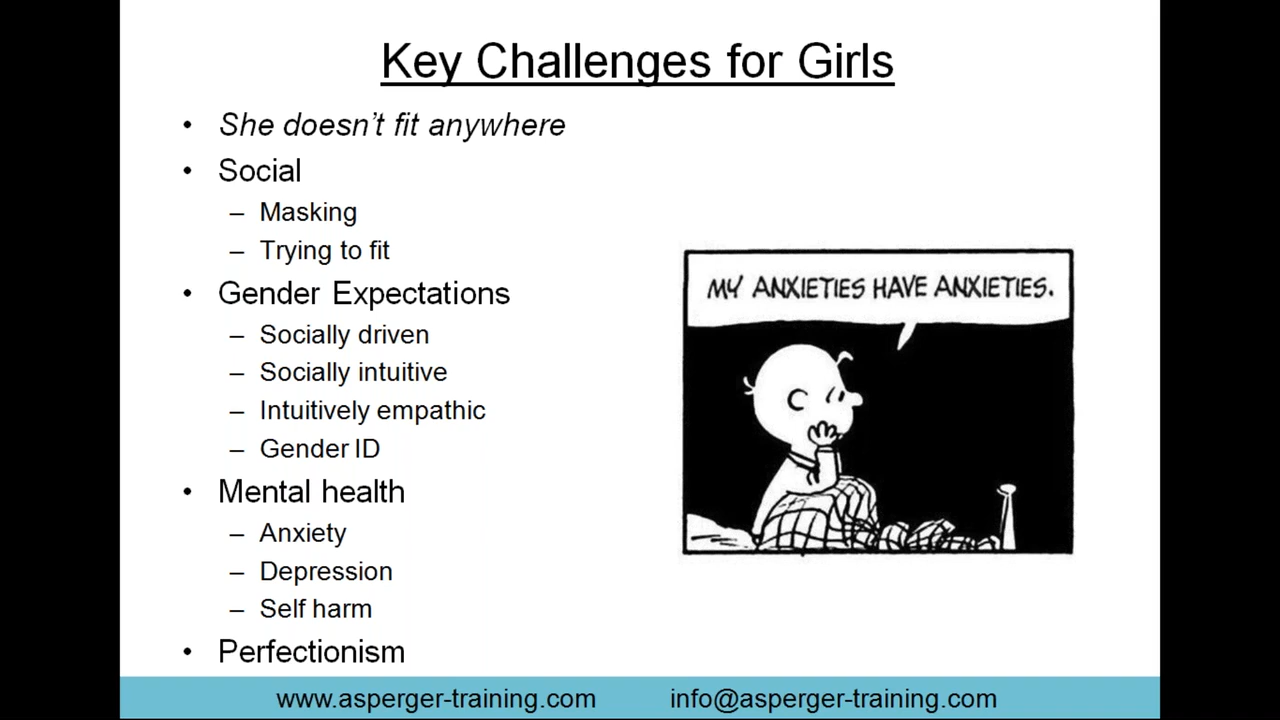 Key Challenges for Girls
• She doesn't fit anywhere
• Social
– Masking
– Trying to fit
• Gender Expectations
– Socially driven
– Socially intuitive
– Intuitively empathic
– Gender ID
• Mental health
– Anxiety
– Depression
– Self harm
• Perfectionism
MY ANXIETIES HAVE ANXIETIES.
www.asperger-training.com info@asperger-training.com